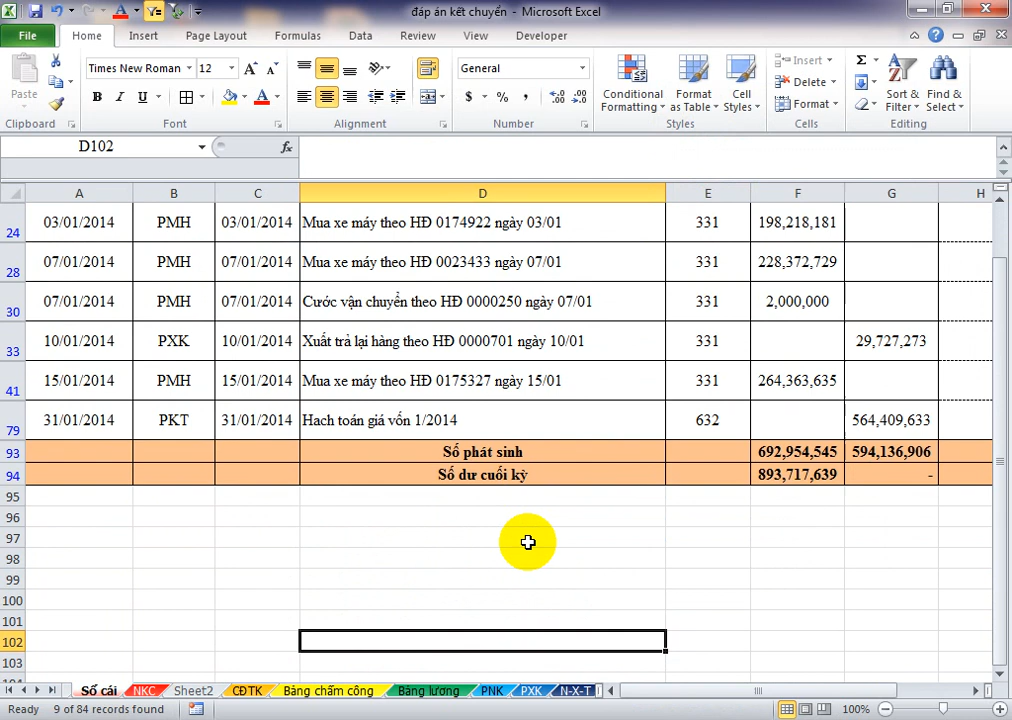 đáp án kết chuyển - Microsoft Excel
File Home Insert Page Layout Formulas Data Review View Developer
Paste
Times New Roman 12
General
Conditional Formatting
Format as Table
Cell Styles
Insert
Delete
Format
Sort & Filter
Find & Select
Clipboard Font Alignment Number Styles Cells Editing
D102
A B C D E F G H
24 03/01/2014 PMH 03/01/2014 Mua xe máy theo HĐ 0174922 ngày 03/01 331 198,218,181
28 07/01/2014 PMH 07/01/2014 Mua xe máy theo HĐ 0023433 ngày 07/01 331 228,372,729
30 07/01/2014 PMH 07/01/2014 Cước vận chuyển theo HĐ 0000250 ngày 07/01 331 2,000,000
33 10/01/2014 PXK 10/01/2014 Xuất trả lại hàng theo HĐ 0000701 ngày 10/01 331 29,727,273
41 15/01/2014 PMH 15/01/2014 Mua xe máy theo HĐ 0175327 ngày 15/01 331 264,363,635
79 31/01/2014 PKT 31/01/2014 Hach toán giá vốn 1/2014 632 564,409,633
93 Số phát sinh 692,954,545 594,136,906
94 Số dư cuối kỳ 893,717,639 -
95
96
97
98
99
100
101
102
103
Sổ cái NKC Sheet2 CĐTK Bảng chấm công Bảng lương PNK PXK N-X-T
Ready 9 of 84 records found 100%